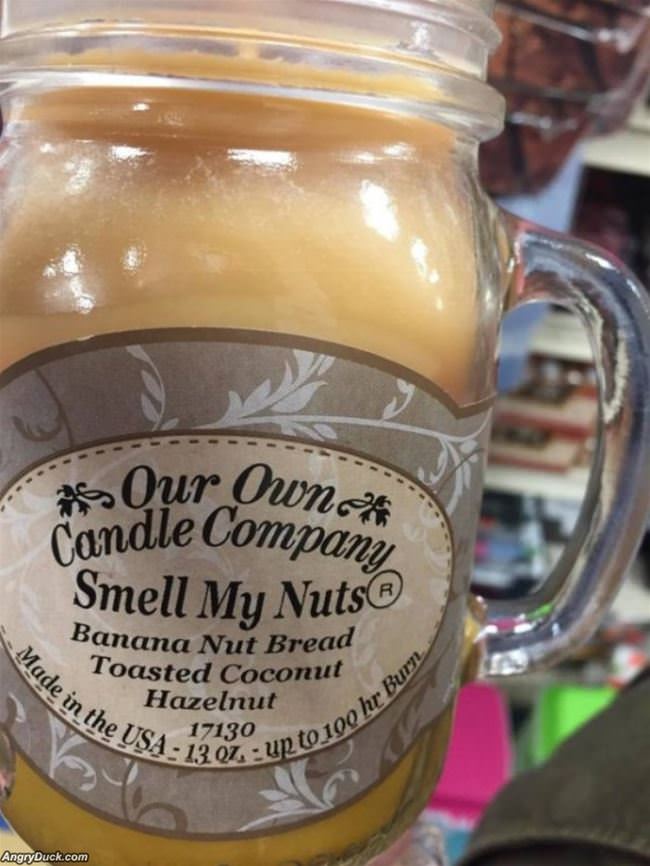 Our Own
Candle Company
Smell My Nuts®
Banana Nut Bread
Toasted Coconut
Hazelnut
17130
Made in the USA - 13 oz. - up to 100 hr Burn
AngryDuck.com